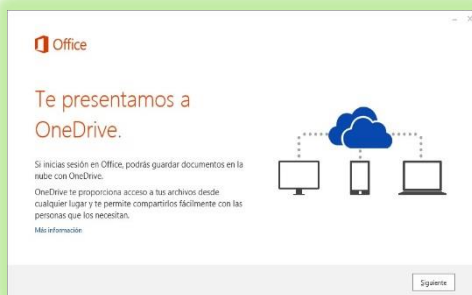 Office
Te presentamos a
OneDrive.
Si inicias sesión en Office, podrás guardar documentos en la
nube con OneDrive.
OneDrive te proporciona acceso a tus archivos desde
cualquier lugar y te permite compartirlos fácilmente con las
personas que los necesitan.
Más información
Siguiente